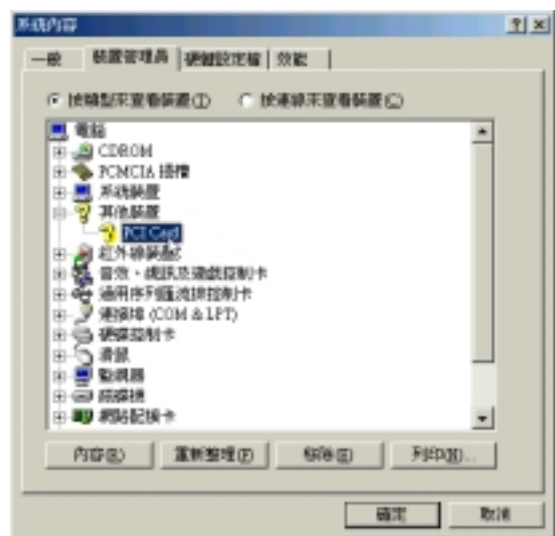 系統內容
一般
裝置管理員
硬體設定檔
效能
按類型來查看裝置(T)
按連線來查看裝置(C)
電腦
CDROM
PCMCIA 插槽
系統裝置
其他裝置
PCI Card
紅外線裝置
音效、視訊及遊戲控制卡
通用序列匯流排控制卡
連接埠 (COM & LPT)
硬碟控制卡
滑鼠
監視器
磁碟機
網路配接卡
內容(R)
重新整理(F)
移除(E)
列印(N)...
確定
取消